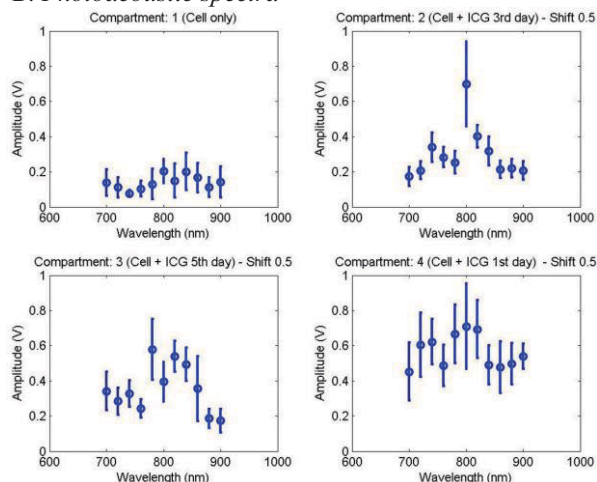 B. Photoacoustic spectra
Compartment: 1 (Cell only)
Amplitude (V)
1
0.8
0.6
0.4
0.2
0
600 700 800 900 1000
Wavelength (nm)
Compartment: 2 (Cell + ICG 3rd day) - Shift 0.5
Amplitude (V)
1
0.8
0.6
0.4
0.2
0
600 700 800 900 1000
Wavelength (nm)
Compartment: 3 (Cell + ICG 5th day) - Shift 0.5
Amplitude (V)
1
0.8
0.6
0.4
0.2
0
600 700 800 900 1000
Wavelength (nm)
Compartment: 4 (Cell + ICG 1st day) - Shift 0.5
Amplitude (V)
1
0.8
0.6
0.4
0.2
0
600 700 800 900 1000
Wavelength (nm)